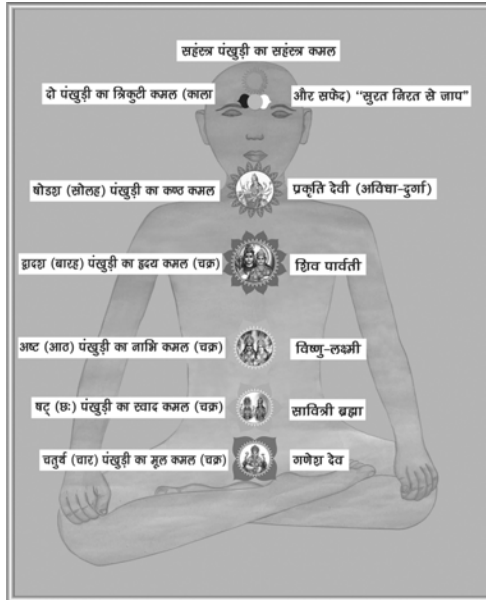 सहंस्त्र पंखुड़ी का सहंस्त्र कमल
दो पंखुड़ी का त्रिकुटी कमल (काला और सफेद) “सुरत निरत से जाप”
षोडश (सोलह) पंखुड़ी का कण्ठ कमल प्रकृति देवी (अविधा-दुर्गा)
द्वादश (बारह) पंखुड़ी का हृदय कमल (चक्र) शिव पार्वती
अष्ट (आठ) पंखुड़ी का नाभि कमल (चक्र) विष्णु-लक्ष्मी
षट् (छः) पंखुड़ी का स्वाद कमल (चक्र) सावित्री ब्रह्मा
चतुर्थ (चार) पंखुड़ी का मूल कमल (चक्र) गणेश देव